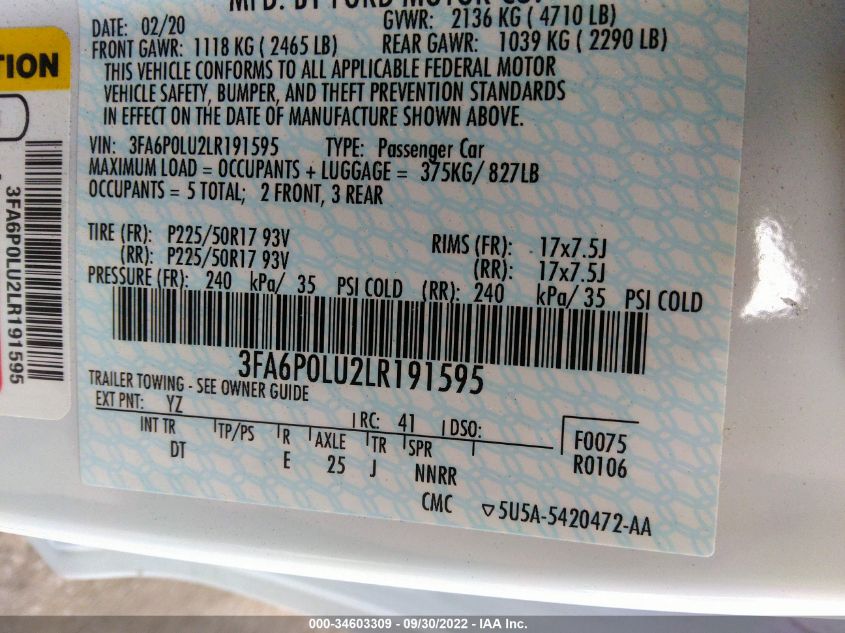 MFD. BY FORD MOTOR CO.
DATE: 02/20 GVWR: 2136 KG ( 4710 LB)
FRONT GAWR: 1118 KG ( 2465 LB) REAR GAWR: 1039 KG ( 2290 LB)
THIS VEHICLE CONFORMS TO ALL APPLICABLE FEDERAL MOTOR
VEHICLE SAFETY, BUMPER, AND THEFT PREVENTION STANDARDS
IN EFFECT ON THE DATE OF MANUFACTURE SHOWN ABOVE.
VIN: 3FA6P0LU2LR191595 TYPE: Passenger Car
MAXIMUM LOAD = OCCUPANTS + LUGGAGE = 375KG/ 827LB
OCCUPANTS = 5 TOTAL; 2 FRONT, 3 REAR
TIRE (FR): P225/50R17 93V RIMS (FR): 17x7.5J
(RR): P225/50R17 93V (RR): 17x7.5J
PRESSURE (FR): 240 kPa/ 35 PSI COLD (RR): 240 kPa/ 35 PSI COLD
3FA6P0LU2LR191595
TRAILER TOWING - SEE OWNER GUIDE
EXT PNT: YZ RC: 41 DSO:
INT TR TP/PS R AXLE TR SPR F0075
DT E 25 J NNRR R0106
CMC ▽5U5A-5420472-AA
TION
3FA6P0LU2LR191595
000-34603309 - 09/30/2022 - IAA Inc.